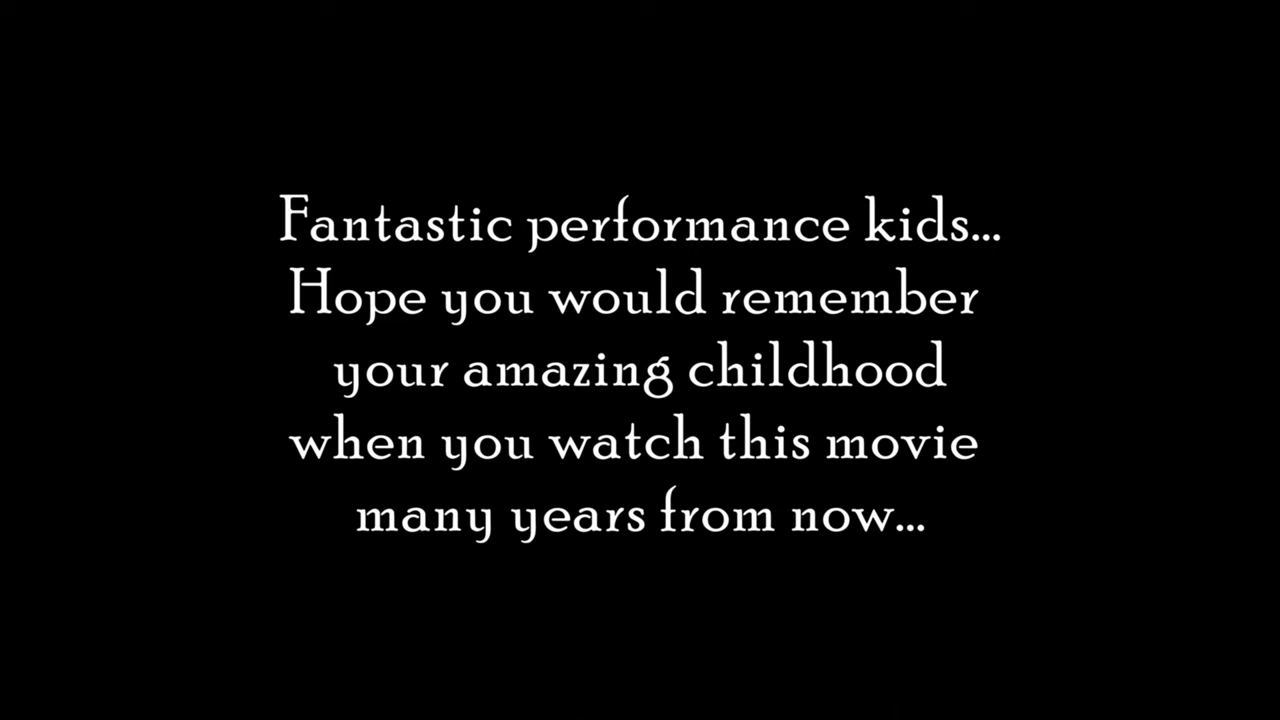 Fantastic performance kids...
Hope you would remember
your amazing childhood
when you watch this movie
many years from now...